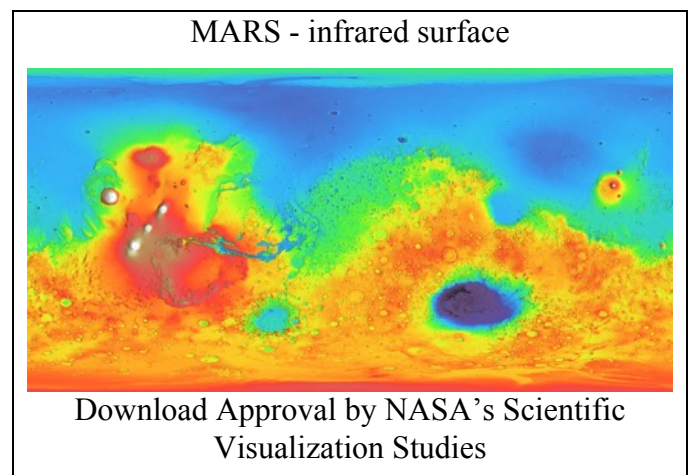 MARS - infrared surface
Download Approval by NASA's Scientific
Visualization Studies